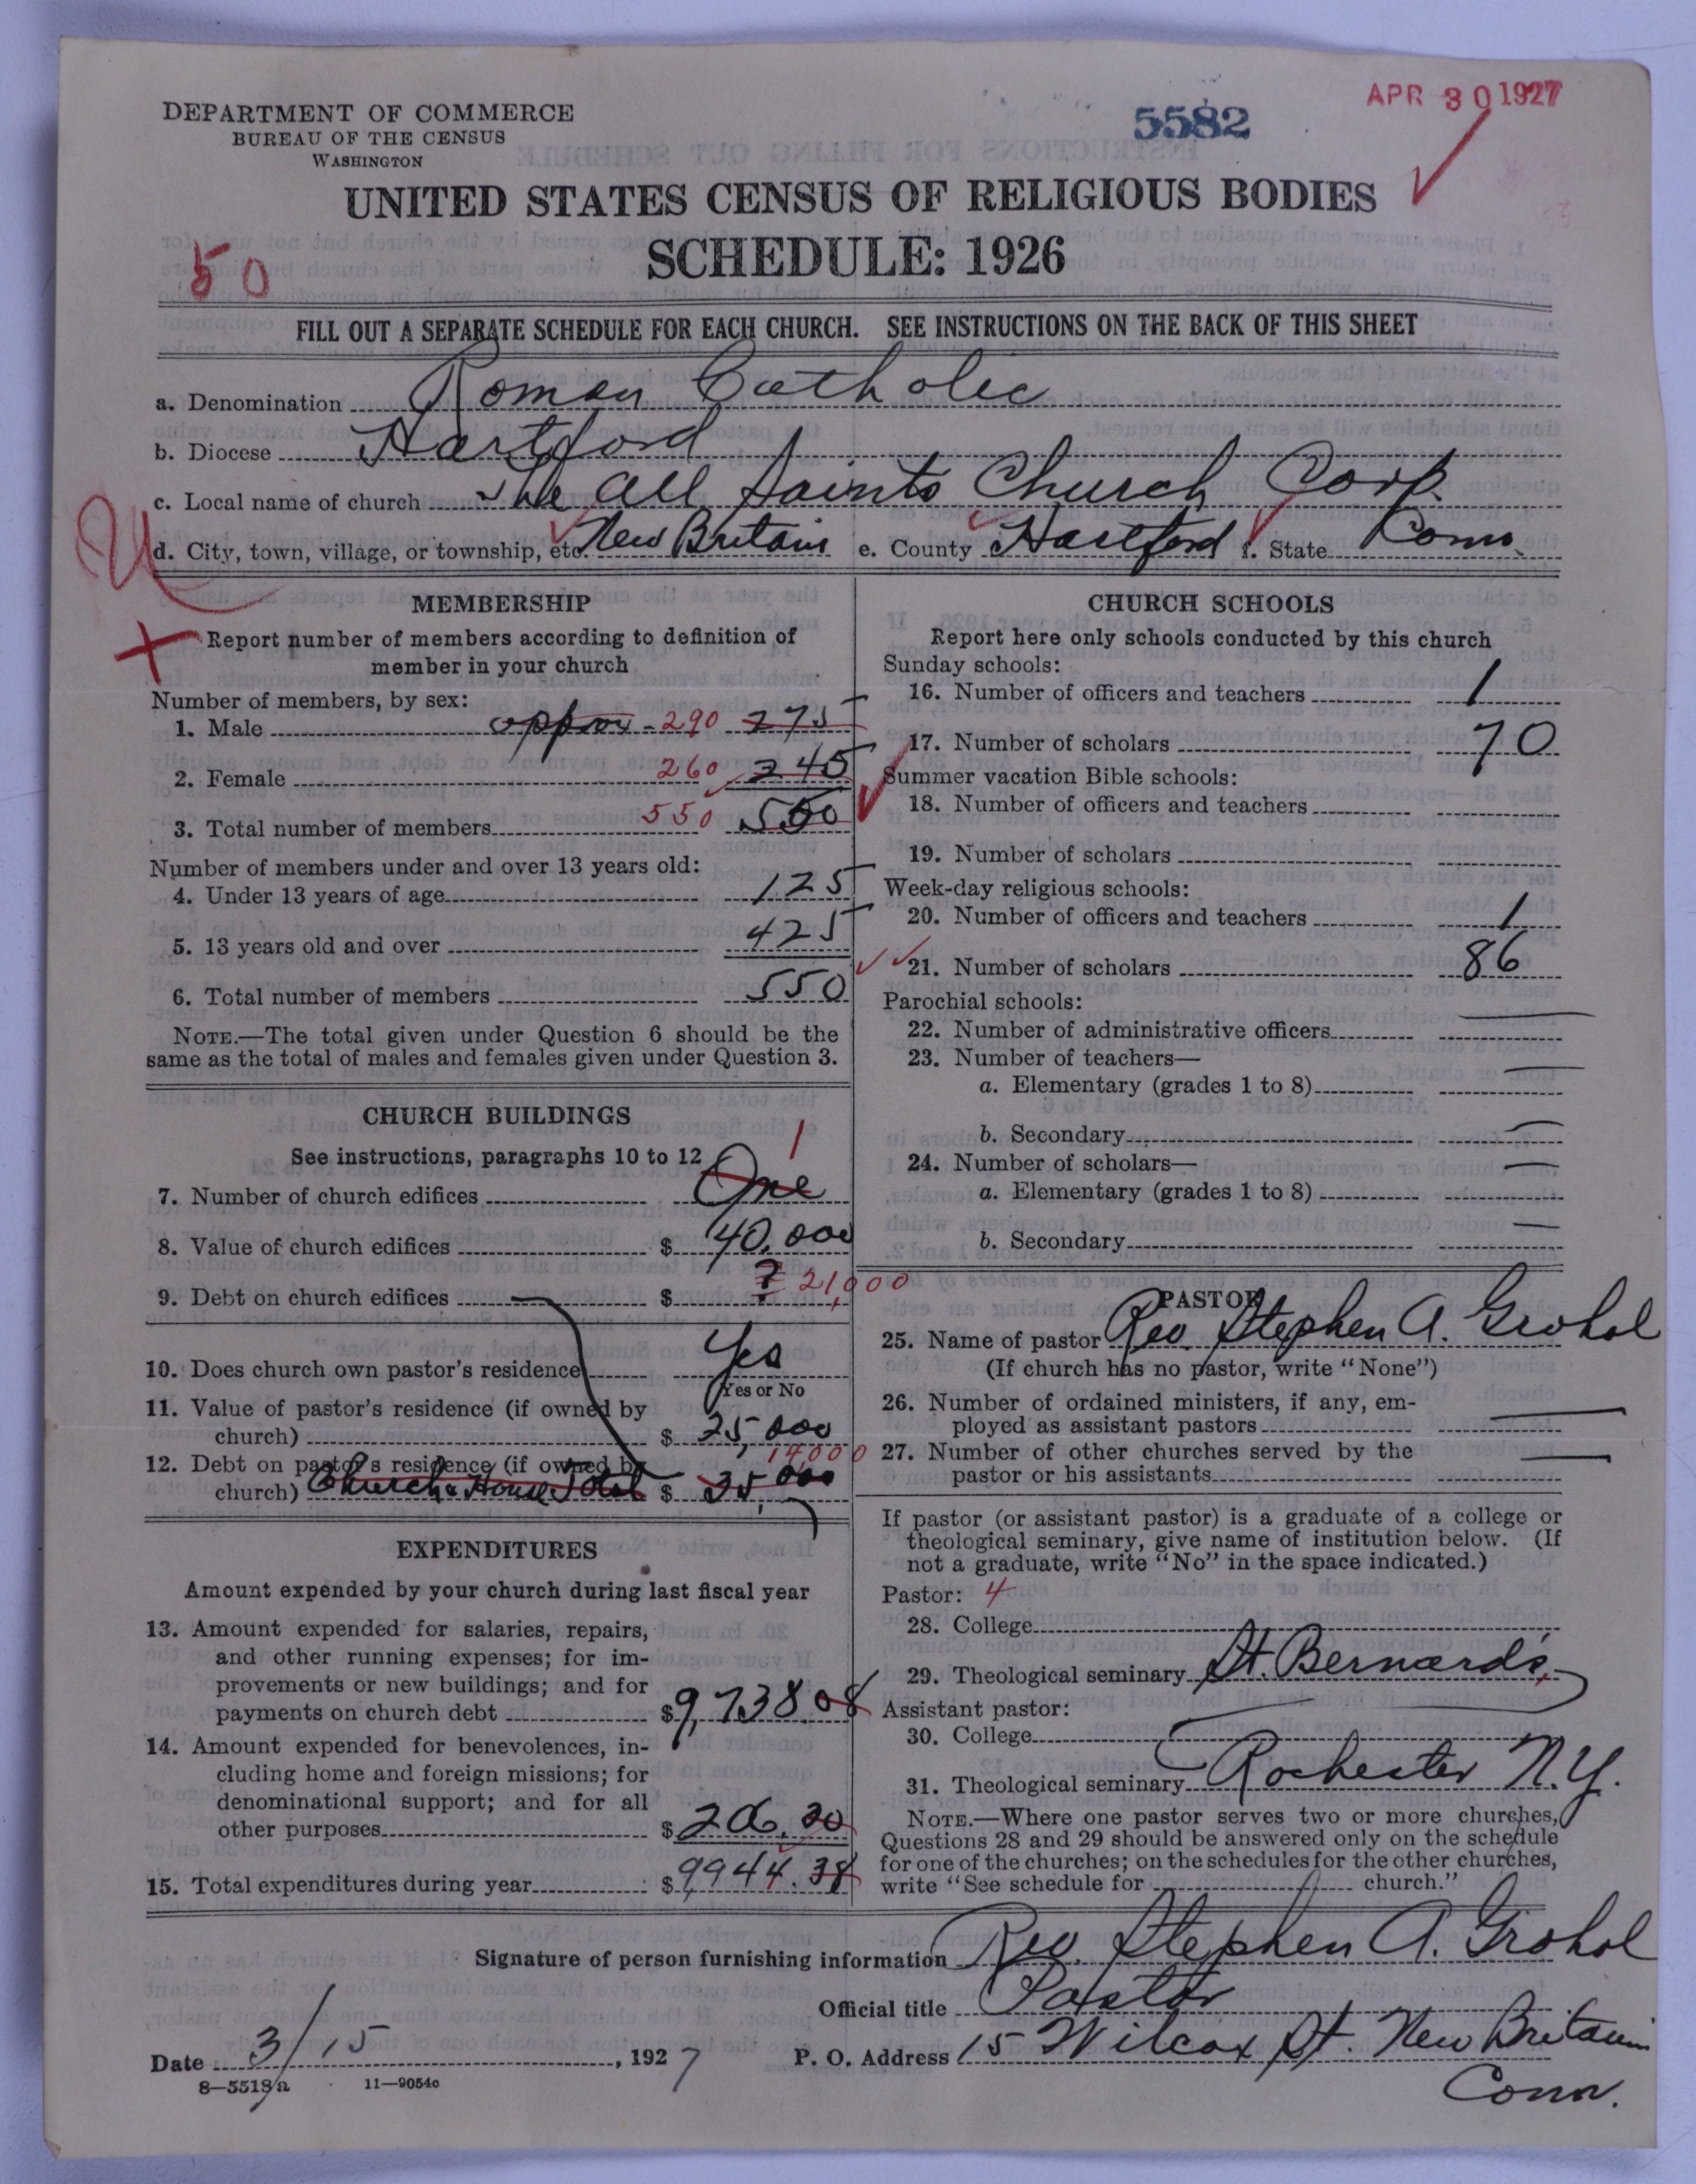 APR 30 1927
5582
DEPARTMENT OF COMMERCE
BUREAU OF THE CENSUS
WASHINGTON
UNITED STATES CENSUS OF RELIGIOUS BODIES
SCHEDULE: 1926
50
FILL OUT A SEPARATE SCHEDULE FOR EACH CHURCH. SEE INSTRUCTIONS ON THE BACK OF THIS SHEET
a. Denomination Roman Catholic
b. Diocese Hartford
c. Local name of church The All Saints Church Corp.
d. City, town, village, or township, etc. New Britain e. County Hartford f. State Conn.
MEMBERSHIP
Report number of members according to definition of
member in your church
Number of members, by sex:
1. Male approx - 290 275
2. Female 260 245
3. Total number of members 550 500
Number of members under and over 13 years old:
4. Under 13 years of age 125
5. 13 years old and over 425
6. Total number of members 550
NOTE.—The total given under Question 6 should be the
same as the total of males and females given under Question 3.
CHURCH BUILDINGS
See instructions, paragraphs 10 to 12
7. Number of church edifices One 1
8. Value of church edifices $ 40,000
9. Debt on church edifices $ ? 21,000
10. Does church own pastor's residence Yes
Yes or No
11. Value of pastor's residence (if owned by
church) $ 25,000
12. Debt on pastor's residence (if owned by 14,000
church) Church & House Total $ 35,000
EXPENDITURES
Amount expended by your church during last fiscal year
13. Amount expended for salaries, repairs,
and other running expenses; for im-
provements or new buildings; and for
payments on church debt $ 9,738.08
14. Amount expended for benevolences, in-
cluding home and foreign missions; for
denominational support; and for all
other purposes $ 206.30
15. Total expenditures during year $ 9944.38
CHURCH SCHOOLS
Report here only schools conducted by this church
Sunday schools:
16. Number of officers and teachers 1
17. Number of scholars 70
Summer vacation Bible schools:
18. Number of officers and teachers
19. Number of scholars
Week-day religious schools:
20. Number of officers and teachers 1
21. Number of scholars 86
Parochial schools:
22. Number of administrative officers —
23. Number of teachers—
a. Elementary (grades 1 to 8) —
b. Secondary —
24. Number of scholars—
a. Elementary (grades 1 to 8) —
b. Secondary —
PASTOR
25. Name of pastor Rev. Stephen A. Grohol
(If church has no pastor, write "None")
26. Number of ordained ministers, if any, em-
ployed as assistant pastors —
27. Number of other churches served by the
pastor or his assistants —
If pastor (or assistant pastor) is a graduate of a college or
theological seminary, give name of institution below. (If
not a graduate, write "No" in the space indicated.)
Pastor: 4
28. College
29. Theological seminary St. Bernard's,
Assistant pastor:
30. College
31. Theological seminary Rochester N.Y.
NOTE.—Where one pastor serves two or more churches,
Questions 28 and 29 should be answered only on the schedule
for one of the churches; on the schedules for the other churches,
write "See schedule for church."
Signature of person furnishing information Rev. Stephen A. Grohol
Official title Pastor
Date 3/15, 1927 P. O. Address 15 Wilcox St. New Britain
Conn.
8—5518a 11—9054c